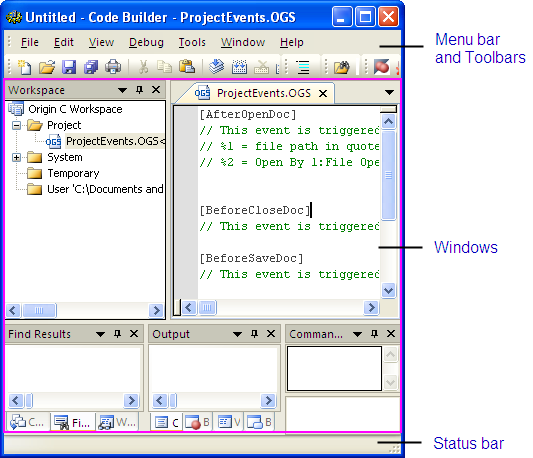 Untitled - Code Builder - ProjectEvents.OGS
File Edit View Debug Tools Window Help
Menu bar
and Toolbars
Workspace
Origin C Workspace
Project
ProjectEvents.OGS<
System
Temporary
User 'C:\Documents and
ProjectEvents.OGS
[AfterOpenDoc]
// This event is triggered
// %1 = file path in quote
// %2 = Open By 1:File Ope
[BeforeCloseDoc]
// This event is triggered
[BeforeSaveDoc]
// This event is triggered
Windows
Find Results
Output
Comman...
C...
Fi...
W...
C
B
V
B
Status bar